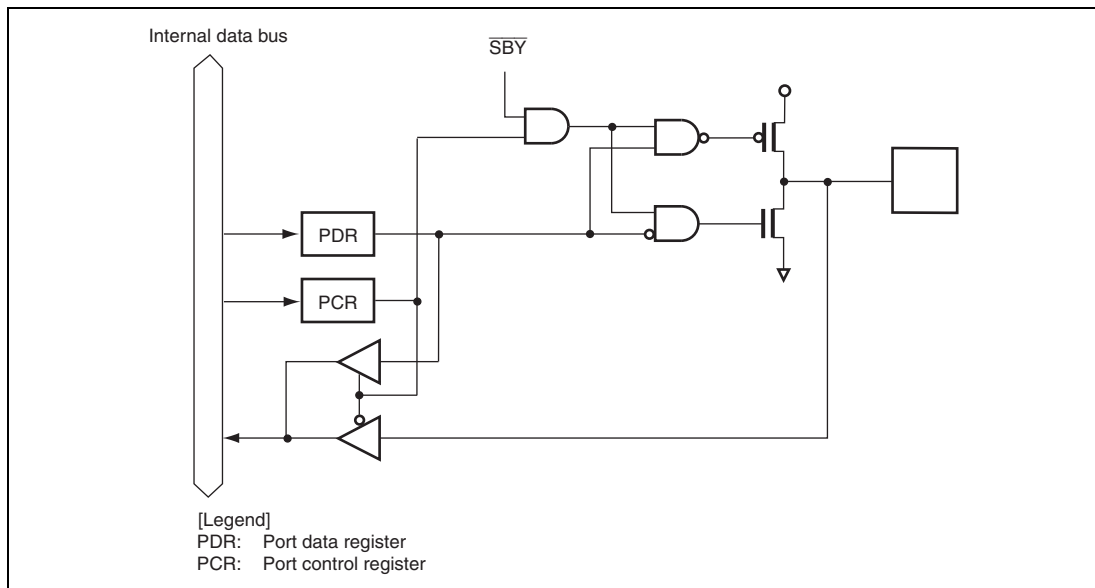 Internal data bus
SBY
PDR
PCR
[Legend]
PDR: Port data register
PCR: Port control register